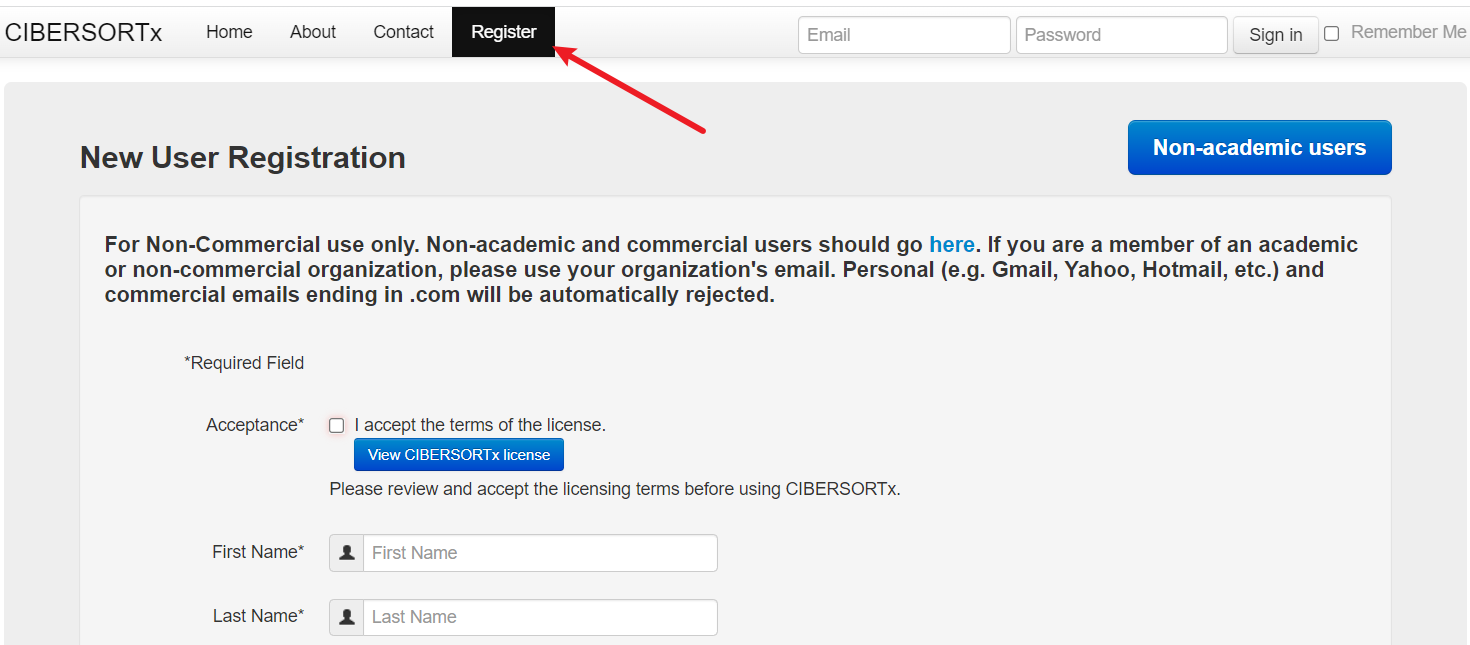 CIBERSORTx Home About Contact Register Email Password Sign in Remember Me
New User Registration
Non-academic users
For Non-Commercial use only. Non-academic and commercial users should go here. If you are a member of an academic
or non-commercial organization, please use your organization's email. Personal (e.g. Gmail, Yahoo, Hotmail, etc.) and
commercial emails ending in .com will be automatically rejected.
*Required Field
Acceptance* I accept the terms of the license.
View CIBERSORTx license
Please review and accept the licensing terms before using CIBERSORTx.
First Name* First Name
Last Name* Last Name